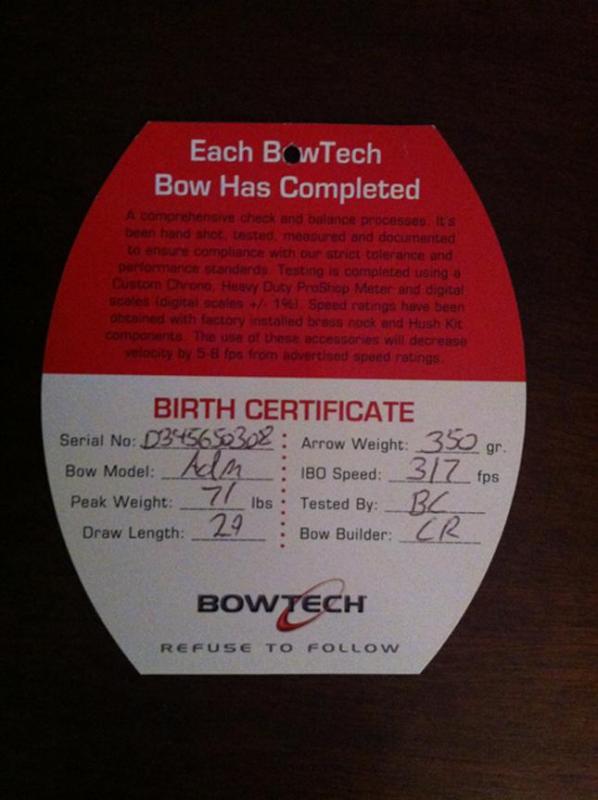 Each BowTech
Bow Has Completed
A comprehensive check and balance processes. It's
been hand shot, tested, measured and documented
to ensure compliance with our strict tolerance and
performance standards. Testing is completed using a
Custom Chrono, Heavy Duty ProShop Meter and digital
scales (digital scales +/- 1%). Speed ratings have been
obtained with factory installed brass nock and Hush Kit
components. The use of these accessories will decrease
velocity by 5-8 fps from advertised speed ratings.
BIRTH CERTIFICATE
Serial No: D345650308 Arrow Weight: 350 gr.
Bow Model: Adm IBO Speed: 317 fps
Peak Weight: 71 lbs Tested By: BC
Draw Length: 29 Bow Builder: CR
BOWTECH
REFUSE TO FOLLOW